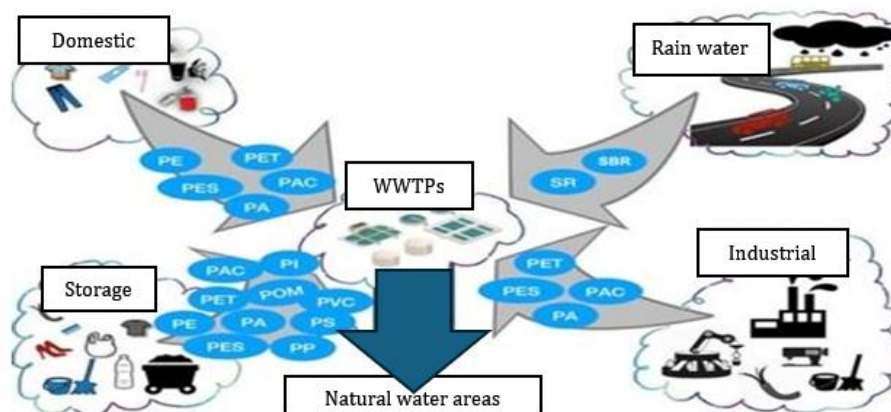 Domestic
Rain water
PE
PET
PES
PAC
PA
SBR
SR
WWTPs
Storage
PAC
PI
PET
POM
PVC
PE
PA
PS
PES
PP
Industrial
PET
PES
PAC
PA
Natural water areas